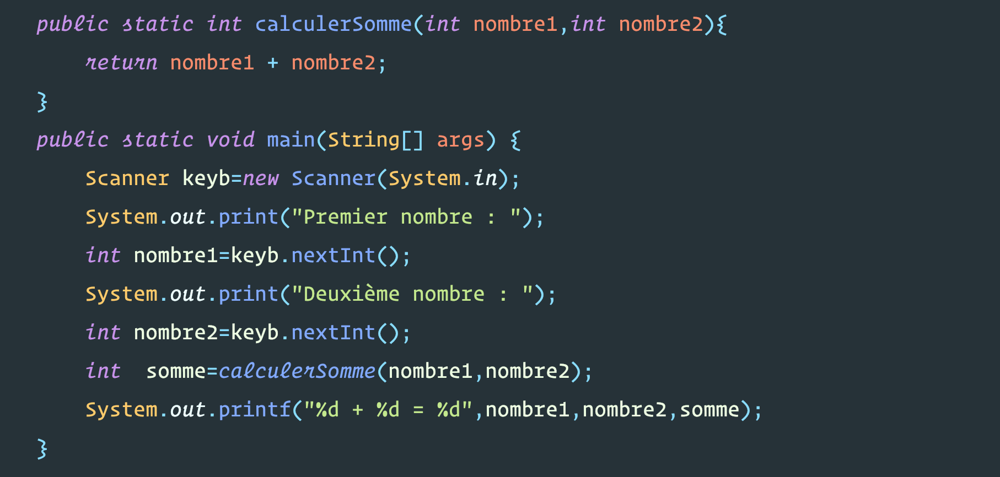 public static int calculerSomme(int nombre1,int nombre2){
return nombre1 + nombre2;
}
public static void main(String[] args) {
Scanner keyb=new Scanner(System.in);
System.out.print("Premier nombre : ");
int nombre1=keyb.nextInt();
System.out.print("Deuxième nombre : ");
int nombre2=keyb.nextInt();
int  somme=calculerSomme(nombre1,nombre2);
System.out.printf("%d + %d = %d",nombre1,nombre2,somme);
}